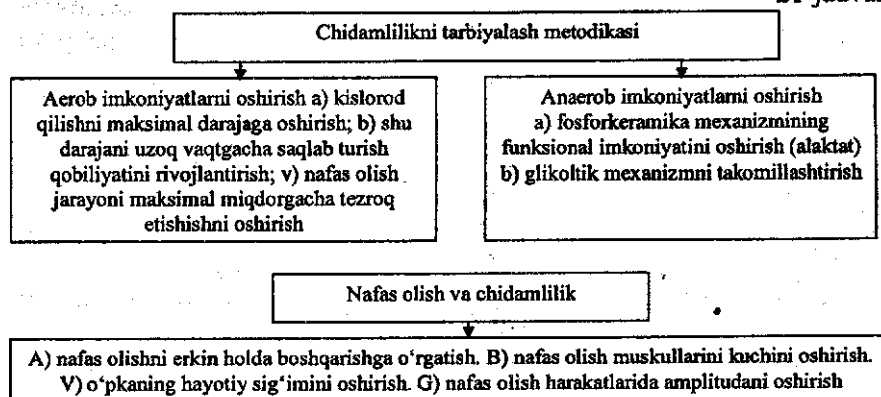 Chidamlilikni tarbiyalash metodikasi
Aerob imkoniyatlarni oshirish a) kislorod
qilishni maksimal darajaga oshirish; b) shu
darajani uzoq vaqtgacha saqlab turish
qobiliyatini rivojlantirish; v) nafas olish
jarayoni maksimal miqdorgacha tezroq
etishishni oshirish
Anaerob imkoniyatlarni oshirish
a) fosforkeramika mexanizmining
funksional imkoniyatini oshirish (alaktat)
b) glikoltik mexanizmni takomillashtirish
Nafas olish va chidamlilik
A) nafas olishni erkin holda boshqarishga o‘rgatish. B) nafas olish muskullarini kuchini oshirish.
V) o‘pkaning hayotiy sig‘imini oshirish. G) nafas olish harakatlarida amplitudani oshirish